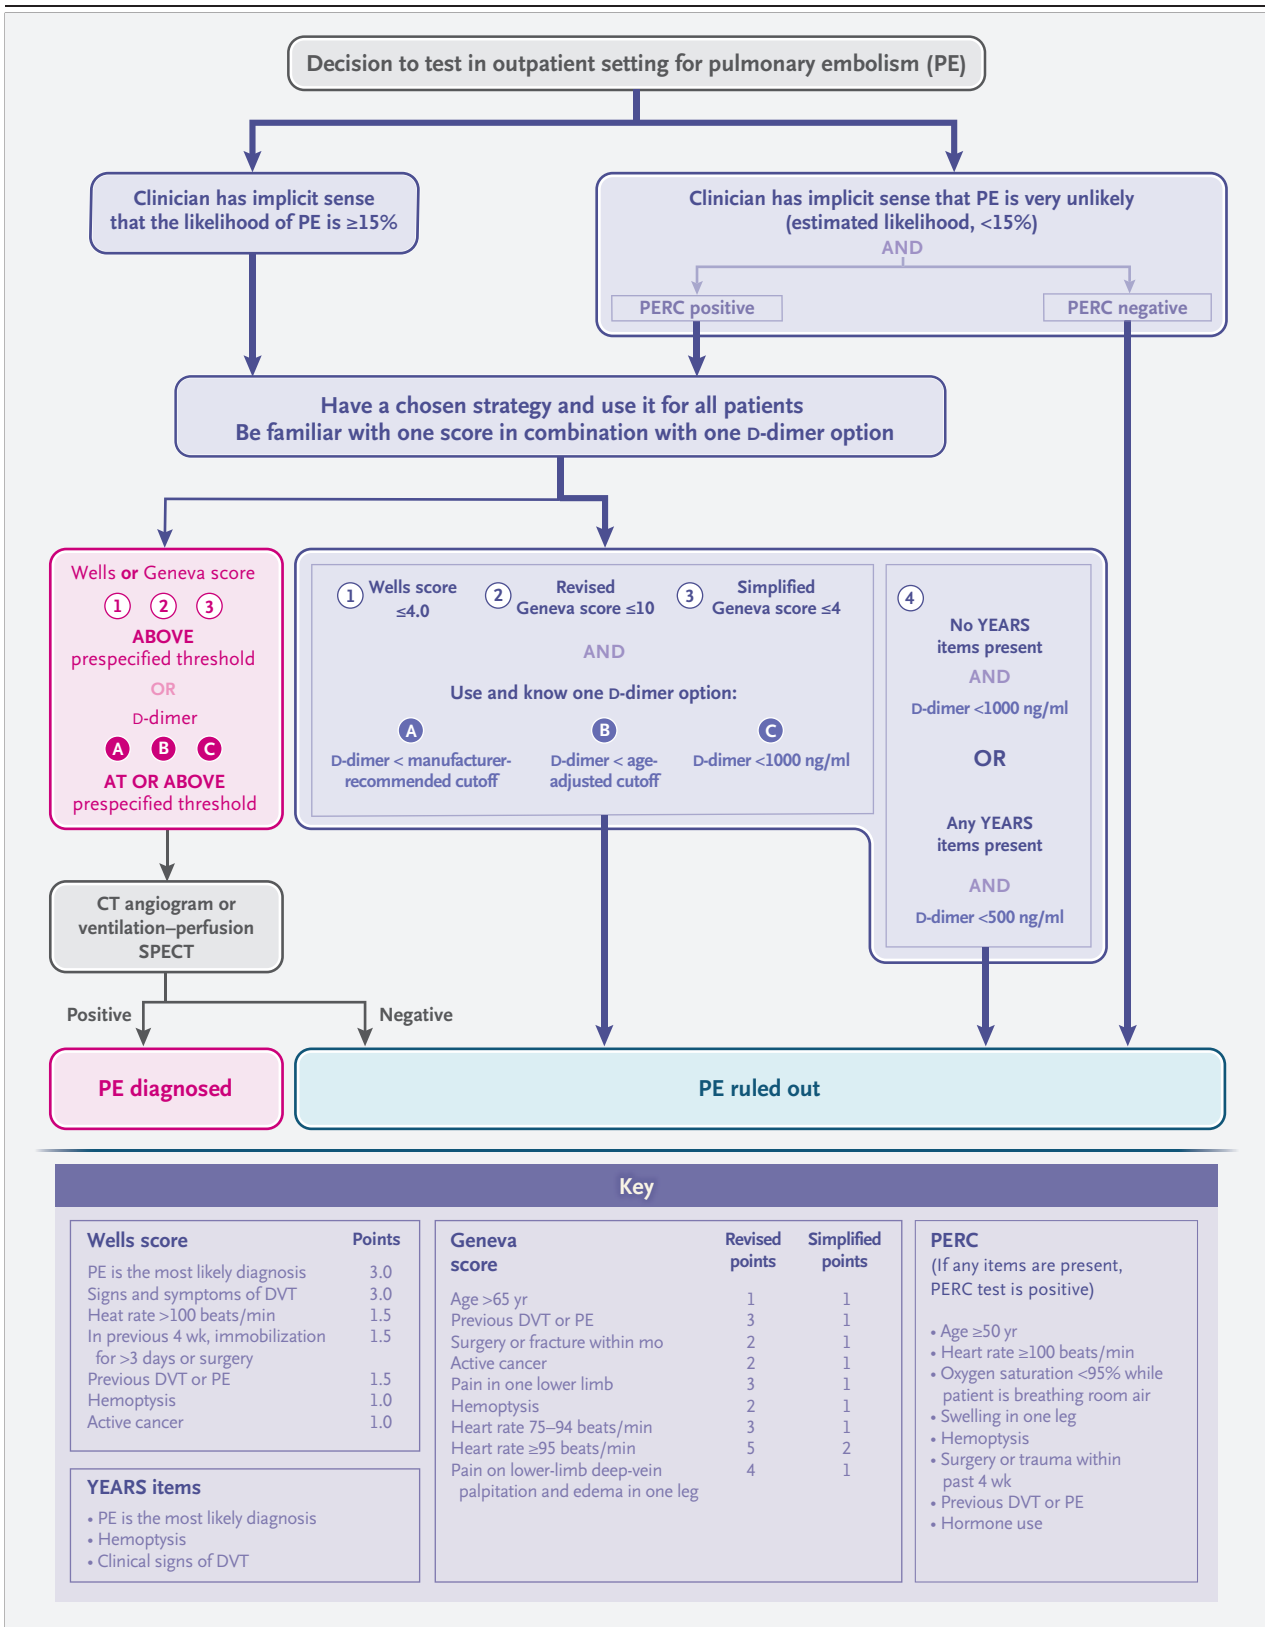 Decision to test in outpatient setting for pulmonary embolism (PE)
Clinician has implicit sense
that the likelihood of PE is ≥15%
Clinician has implicit sense that PE is very unlikely
(estimated likelihood, <15%)
AND
PERC positive
PERC negative
Have a chosen strategy and use it for all patients
Be familiar with one score in combination with one D-dimer option
Wells or Geneva score
1 2 3
ABOVE
prespecified threshold
OR
D-dimer
A B C
AT OR ABOVE
prespecified threshold
1 Wells score
≤4.0
2 Revised
Geneva score ≤10
3 Simplified
Geneva score ≤4
AND
Use and know one D-dimer option:
A
D-dimer < manufacturer-
recommended cutoff
B
D-dimer < age-
adjusted cutoff
C
D-dimer <1000 ng/ml
4
No YEARS
items present
AND
D-dimer <1000 ng/ml
OR
Any YEARS
items present
AND
D-dimer <500 ng/ml
CT angiogram or
ventilation–perfusion
SPECT
Positive
Negative
PE diagnosed
PE ruled out
Key
Wells score Points
PE is the most likely diagnosis 3.0
Signs and symptoms of DVT 3.0
Heat rate >100 beats/min 1.5
In previous 4 wk, immobilization 1.5
for >3 days or surgery
Previous DVT or PE 1.5
Hemoptysis 1.0
Active cancer 1.0
YEARS items
• PE is the most likely diagnosis
• Hemoptysis
• Clinical signs of DVT
Geneva Revised Simplified
score points points
Age >65 yr 1 1
Previous DVT or PE 3 1
Surgery or fracture within mo 2 1
Active cancer 2 1
Pain in one lower limb 3 1
Hemoptysis 2 1
Heart rate 75–94 beats/min 3 1
Heart rate ≥95 beats/min 5 2
Pain on lower-limb deep-vein 4 1
palpitation and edema in one leg
PERC
(If any items are present,
PERC test is positive)
• Age ≥50 yr
• Heart rate ≥100 beats/min
• Oxygen saturation <95% while
patient is breathing room air
• Swelling in one leg
• Hemoptysis
• Surgery or trauma within
past 4 wk
• Previous DVT or PE
• Hormone use